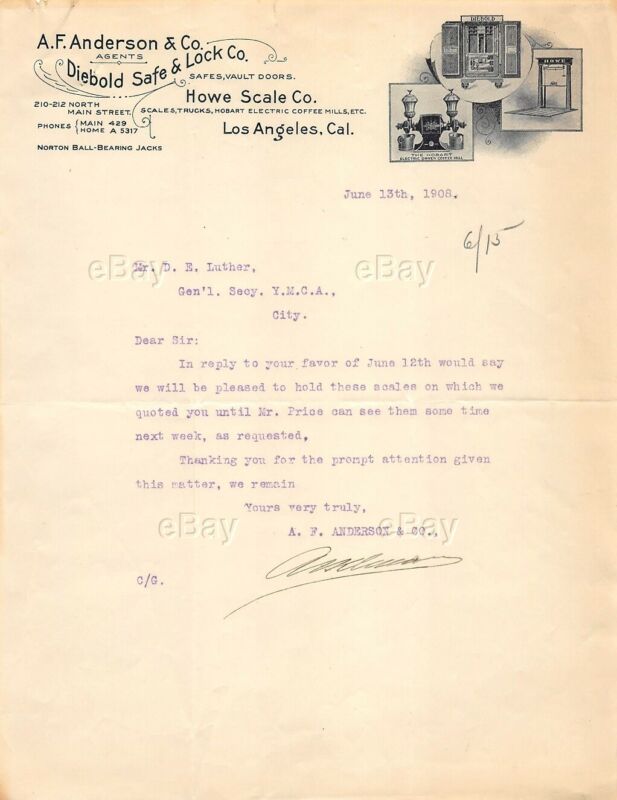 A.F. Anderson & Co.
AGENTS
Diebold Safe & Lock Co.
SAFES, VAULT DOORS.
Howe Scale Co.
210-212 NORTH
MAIN STREET.
SCALES, TRUCKS, HOBART ELECTRIC COFFEE MILLS, ETC.
PHONES { MAIN 429
HOME A 5317
Los Angeles, Cal.
NORTON BALL-BEARING JACKS
DIEBOLD
HOWE
THE HOBART
ELECTRIC DRIVEN COFFEE MILL
June 13th, 1908.
6/15
Mr. D. E. Luther,
Gen'l. Secy. Y.M.C.A.,
City.
Dear Sir:
In reply to your favor of June 12th would say
we will be pleased to hold these scales on which we
quoted you until Mr. Price can see them some time
next week, as requested,
Thanking you for the prompt attention given
this matter, we remain
Yours very truly,
A. F. ANDERSON & CO.,
C/G.
eBay
eBay
eBay
eBay